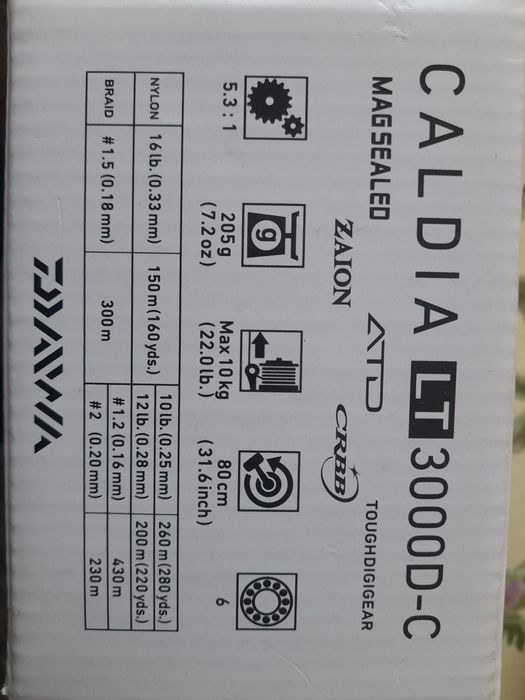 CALDIA LT 3000D-C
MAGSEALED ATD TOUGHDIGIGEAR
ZAION CRBB
g
5.3 : 1
205g
(7.2oz)
Max 10kg
(22.0lb.)
80cm
(31.6inch)
6
NYLON 16lb.(0.33mm) 150m(160yds.) 10lb.(0.25mm) 260m(280yds.)
12lb.(0.28mm) 200m(220yds.)
BRAID #1.5(0.18mm) 300m #1.2(0.16mm) 430m
#2 (0.20mm) 230m
DAIWA